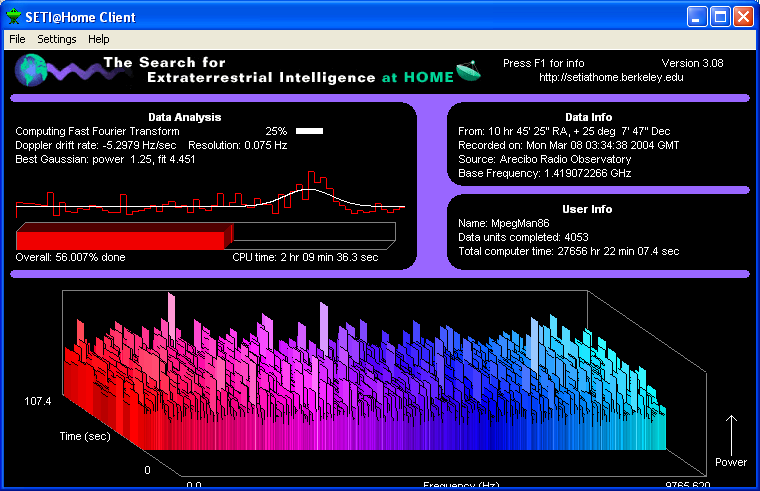 SETI@Home Client
File Settings Help
The Search for
Extraterrestrial Intelligence at HOME
Press F1 for info Version 3.08
http://setiathome.berkeley.edu
Data Analysis
Computing Fast Fourier Transform 25%
Doppler drift rate: -5.2979 Hz/sec Resolution: 0.075 Hz
Best Gaussian: power 1.25, fit 4.451
Overall: 56.007% done CPU time: 2 hr 09 min 36.3 sec
Data Info
From: 10 hr 45' 25" RA, + 25 deg 7' 47" Dec
Recorded on: Mon Mar 08 03:34:38 2004 GMT
Source: Arecibo Radio Observatory
Base Frequency: 1.419072266 GHz
User Info
Name: MpegMan86
Data units completed: 4053
Total computer time: 27656 hr 22 min 07.4 sec
107.4
Time (sec)
0
0.0 Frequency (Hz) 9765.620
Power